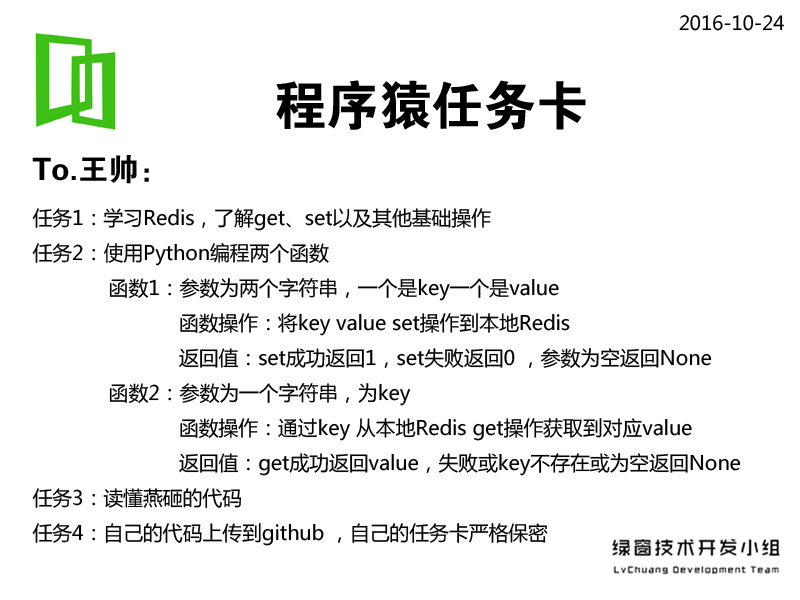 2016-10-24
程序猿任务卡
To.王帅：
任务1：学习Redis，了解get、set以及其他基础操作
任务2：使用Python编程两个函数
函数1：参数为两个字符串，一个是key一个是value
函数操作：将key value set操作到本地Redis
返回值：set成功返回1，set失败返回0 ，参数为空返回None
函数2：参数为一个字符串，为key
函数操作：通过key 从本地Redis get操作获取到对应value
返回值：get成功返回value，失败或key不存在或为空返回None
任务3：读懂燕砸的代码
任务4：自己的代码上传到github ，自己的任务卡严格保密
绿窗技术开发小组
LvChuang Development Team